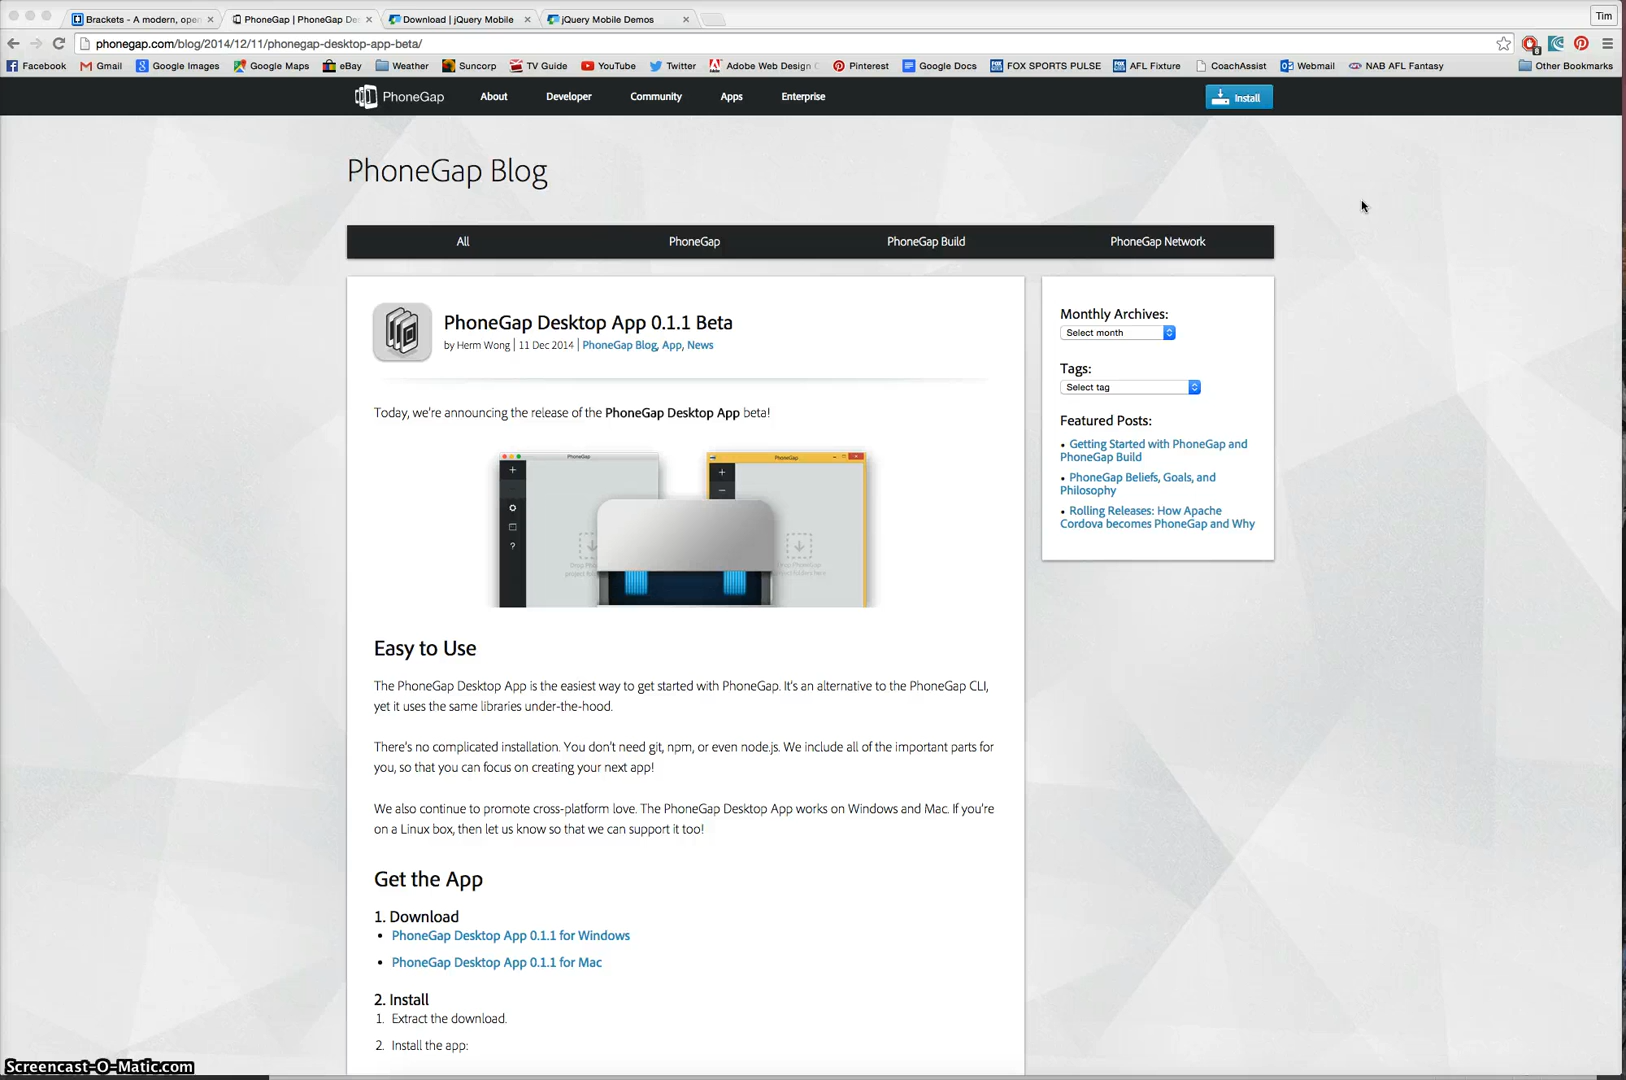 Brackets - A modern, open
PhoneGap | PhoneGap Des
Download | jQuery Mobile
jQuery Mobile Demos
Tim
phonegap.com/blog/2014/12/11/phonegap-desktop-app-beta/
Facebook
Gmail
Google Images
Google Maps
eBay
Weather
Suncorp
TV Guide
YouTube
Twitter
Adobe Web Design
Pinterest
Google Docs
FOX SPORTS PULSE
AFL Fixture
CoachAssist
Webmail
NAB AFL Fantasy
Other Bookmarks
PhoneGap
About
Developer
Community
Apps
Enterprise
Install
PhoneGap Blog
All
PhoneGap
PhoneGap Build
PhoneGap Network
PhoneGap Desktop App 0.1.1 Beta
by Herm Wong | 11 Dec 2014 | PhoneGap Blog, App, News
Today, we're announcing the release of the PhoneGap Desktop App beta!
PhoneGap
PhoneGap
Easy to Use
The PhoneGap Desktop App is the easiest way to get started with PhoneGap. It's an alternative to the PhoneGap CLI,
yet it uses the same libraries under-the-hood.
There's no complicated installation. You don't need git, npm, or even node.js. We include all of the important parts for
you, so that you can focus on creating your next app!
We also continue to promote cross-platform love. The PhoneGap Desktop App works on Windows and Mac. If you're
on a Linux box, then let us know so that we can support it too!
Get the App
1. Download
• PhoneGap Desktop App 0.1.1 for Windows
• PhoneGap Desktop App 0.1.1 for Mac
2. Install
1. Extract the download.
2. Install the app:
Monthly Archives:
Select month
Tags:
Select tag
Featured Posts:
• Getting Started with PhoneGap and
PhoneGap Build
• PhoneGap Beliefs, Goals, and
Philosophy
• Rolling Releases: How Apache
Cordova becomes PhoneGap and Why
Screencast-O-Matic.com